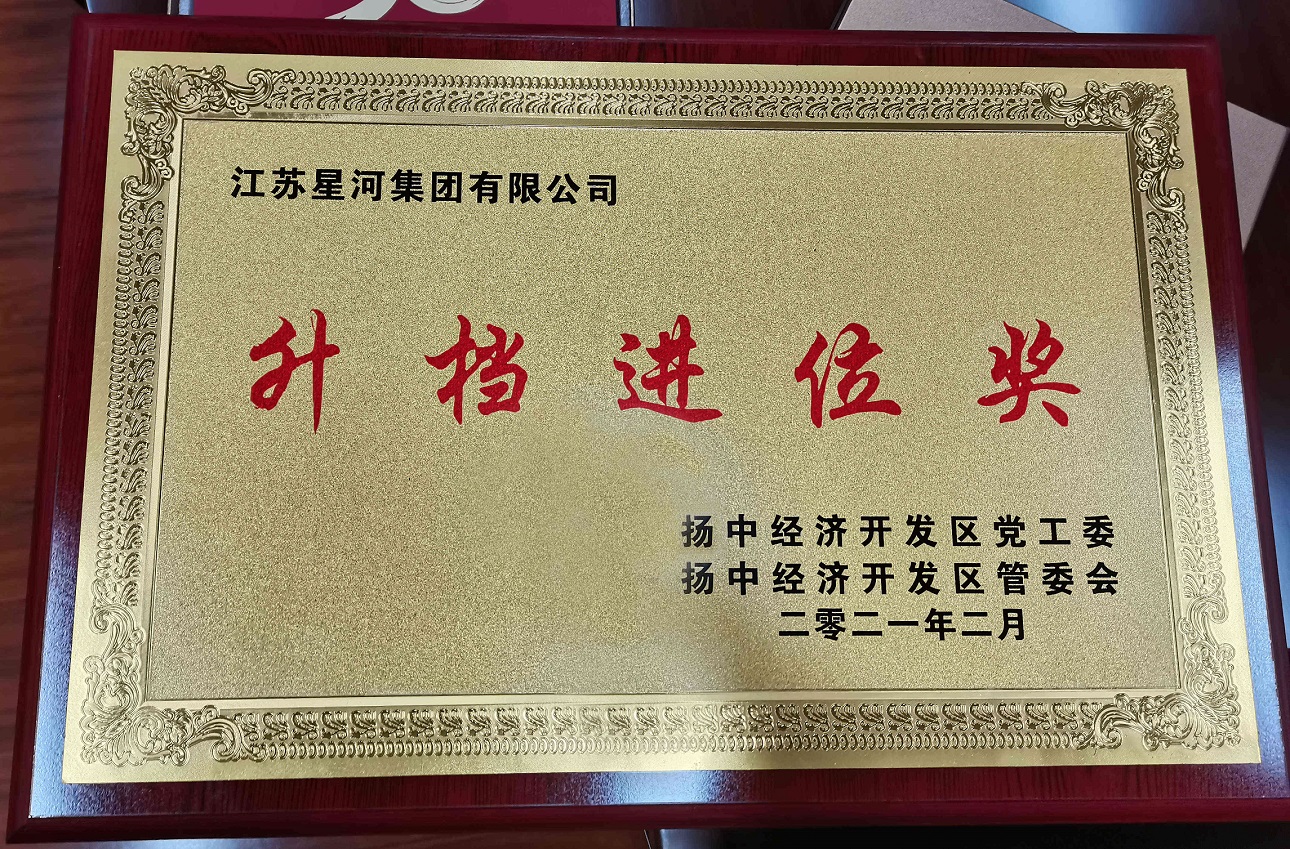 江苏星河集团有限公司
升挡进位奖
扬中经济开发区党工委
扬中经济开发区管委会
二零二一年二月